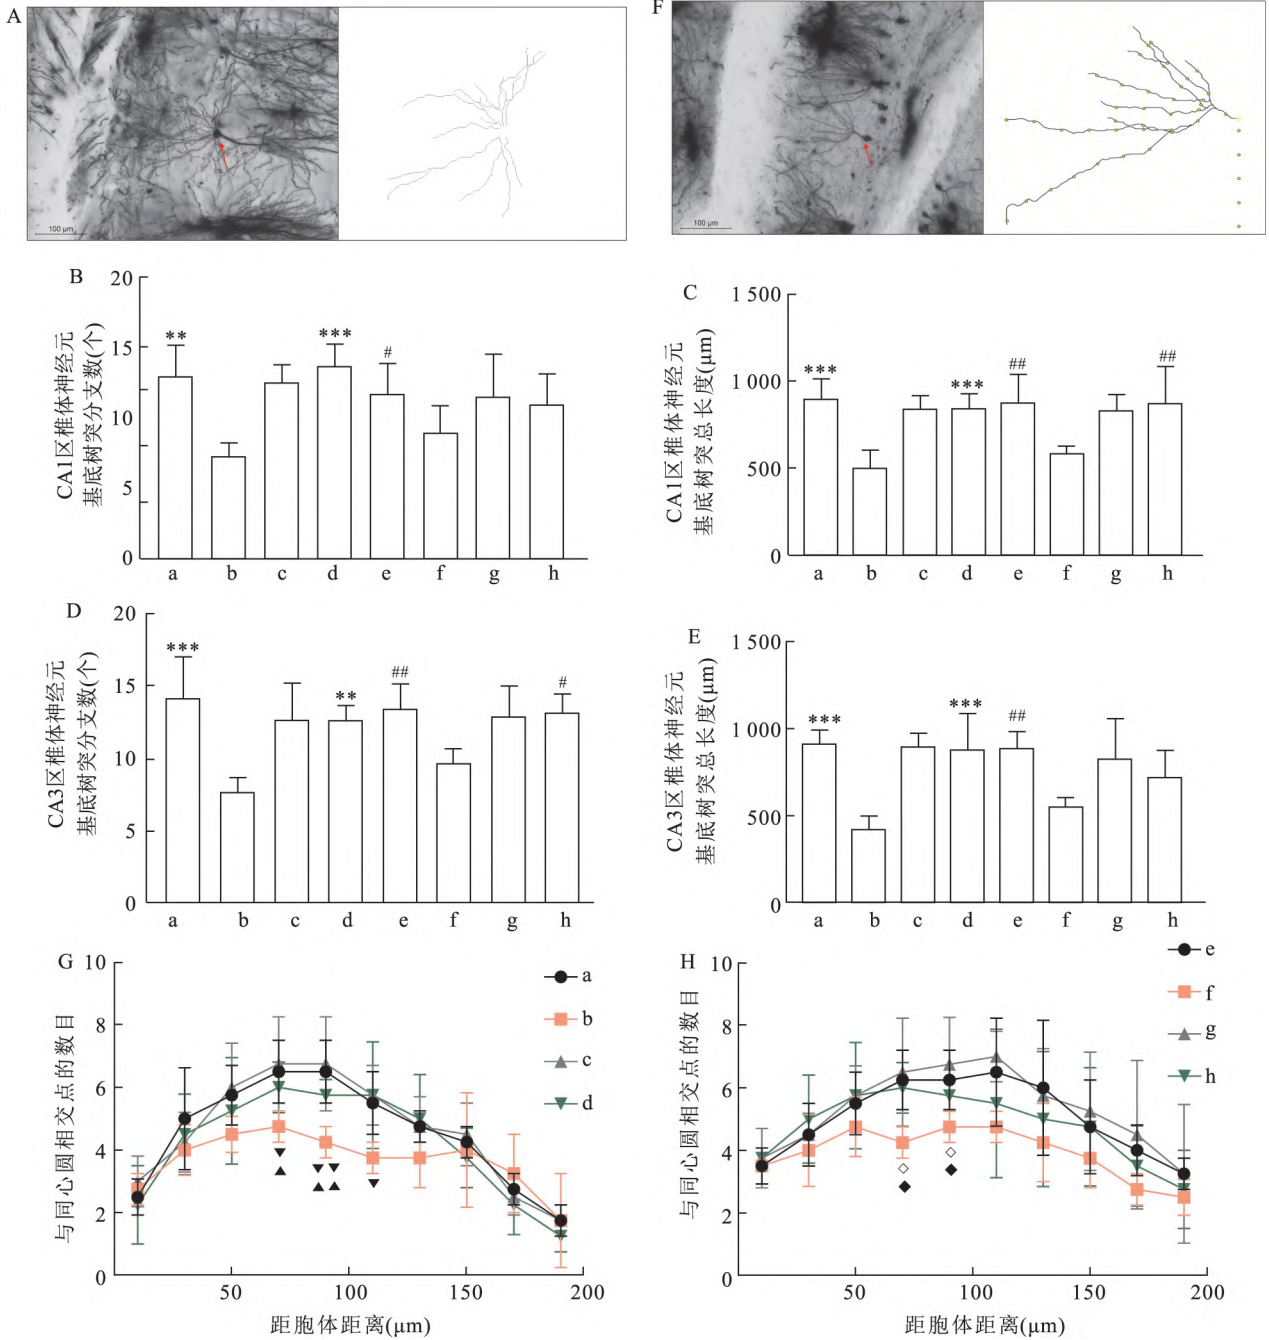 A
100 μm
F
100 μm
B
CA1区椎体神经元
基底树突分支数(个)
20
15
10
5
0
**
***
#
a b c d e f g h
C
CA1区椎体神经元
基底树突总长度(μm)
1 500
1 000
500
0
***
***
##
##
a b c d e f g h
D
CA3区椎体神经元
基底树突分支数(个)
20
15
10
5
0
***
**
##
#
a b c d e f g h
E
CA3区椎体神经元
基底树突总长度(μm)
1 500
1 000
500
0
***
***
##
a b c d e f g h
G
与同心圆相交点的数目
10
8
6
4
2
0
a
b
c
d
50 100 150 200
距胞体距离(μm)
H
与同心圆相交点的数目
10
8
6
4
2
0
e
f
g
h
50 100 150 200
距胞体距离(μm)